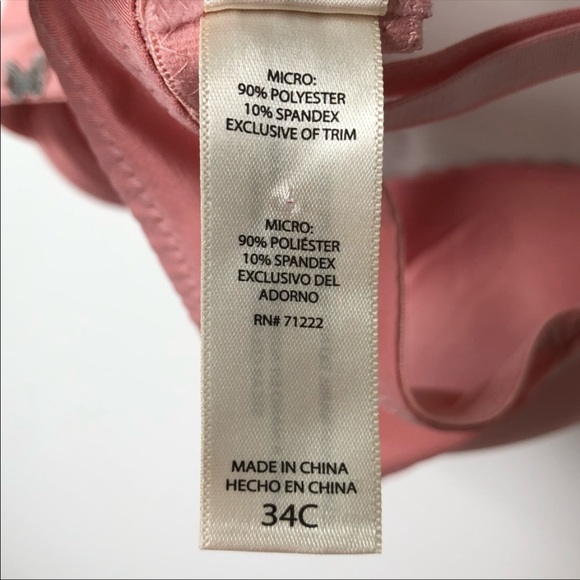 MICRO:
90% POLYESTER
10% SPANDEX
EXCLUSIVE OF TRIM
MICRO:
90% POLIÉSTER
10% SPANDEX
EXCLUSIVO DEL
ADORNO
RN# 71222
MADE IN CHINA
HECHO EN CHINA
34C